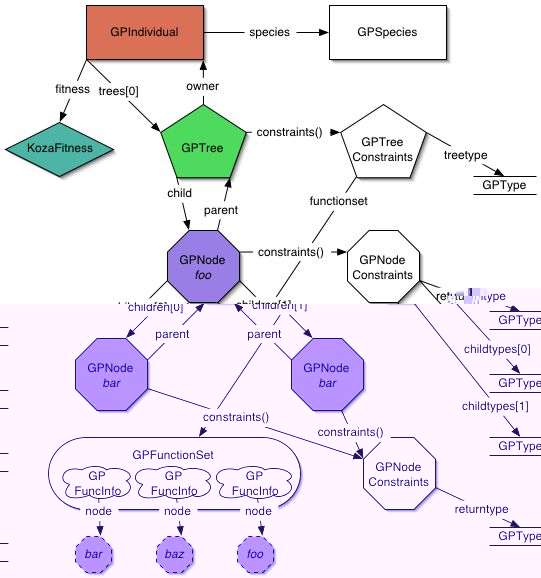 GPIndividual
species
GPSpecies
fitness
trees[0]
owner
KozaFitness
GPTree
constraints()
GPTree
Constraints
treetype
GPType
child
parent
functionset
GPNode
foo
constraints()
GPNode
Constraints
children[0]
children[1]
GPType
parent
parent
childtypes[0]
GPNode
bar
GPNode
bar
GPType
childtypes[1]
constraints()
constraints()
GPType
GPFunctionSet
GP
FuncInfo
GP
FuncInfo
GP
FuncInfo
GPNode
Constraints
node
node
node
returntype
GPType
bar
baz
foo